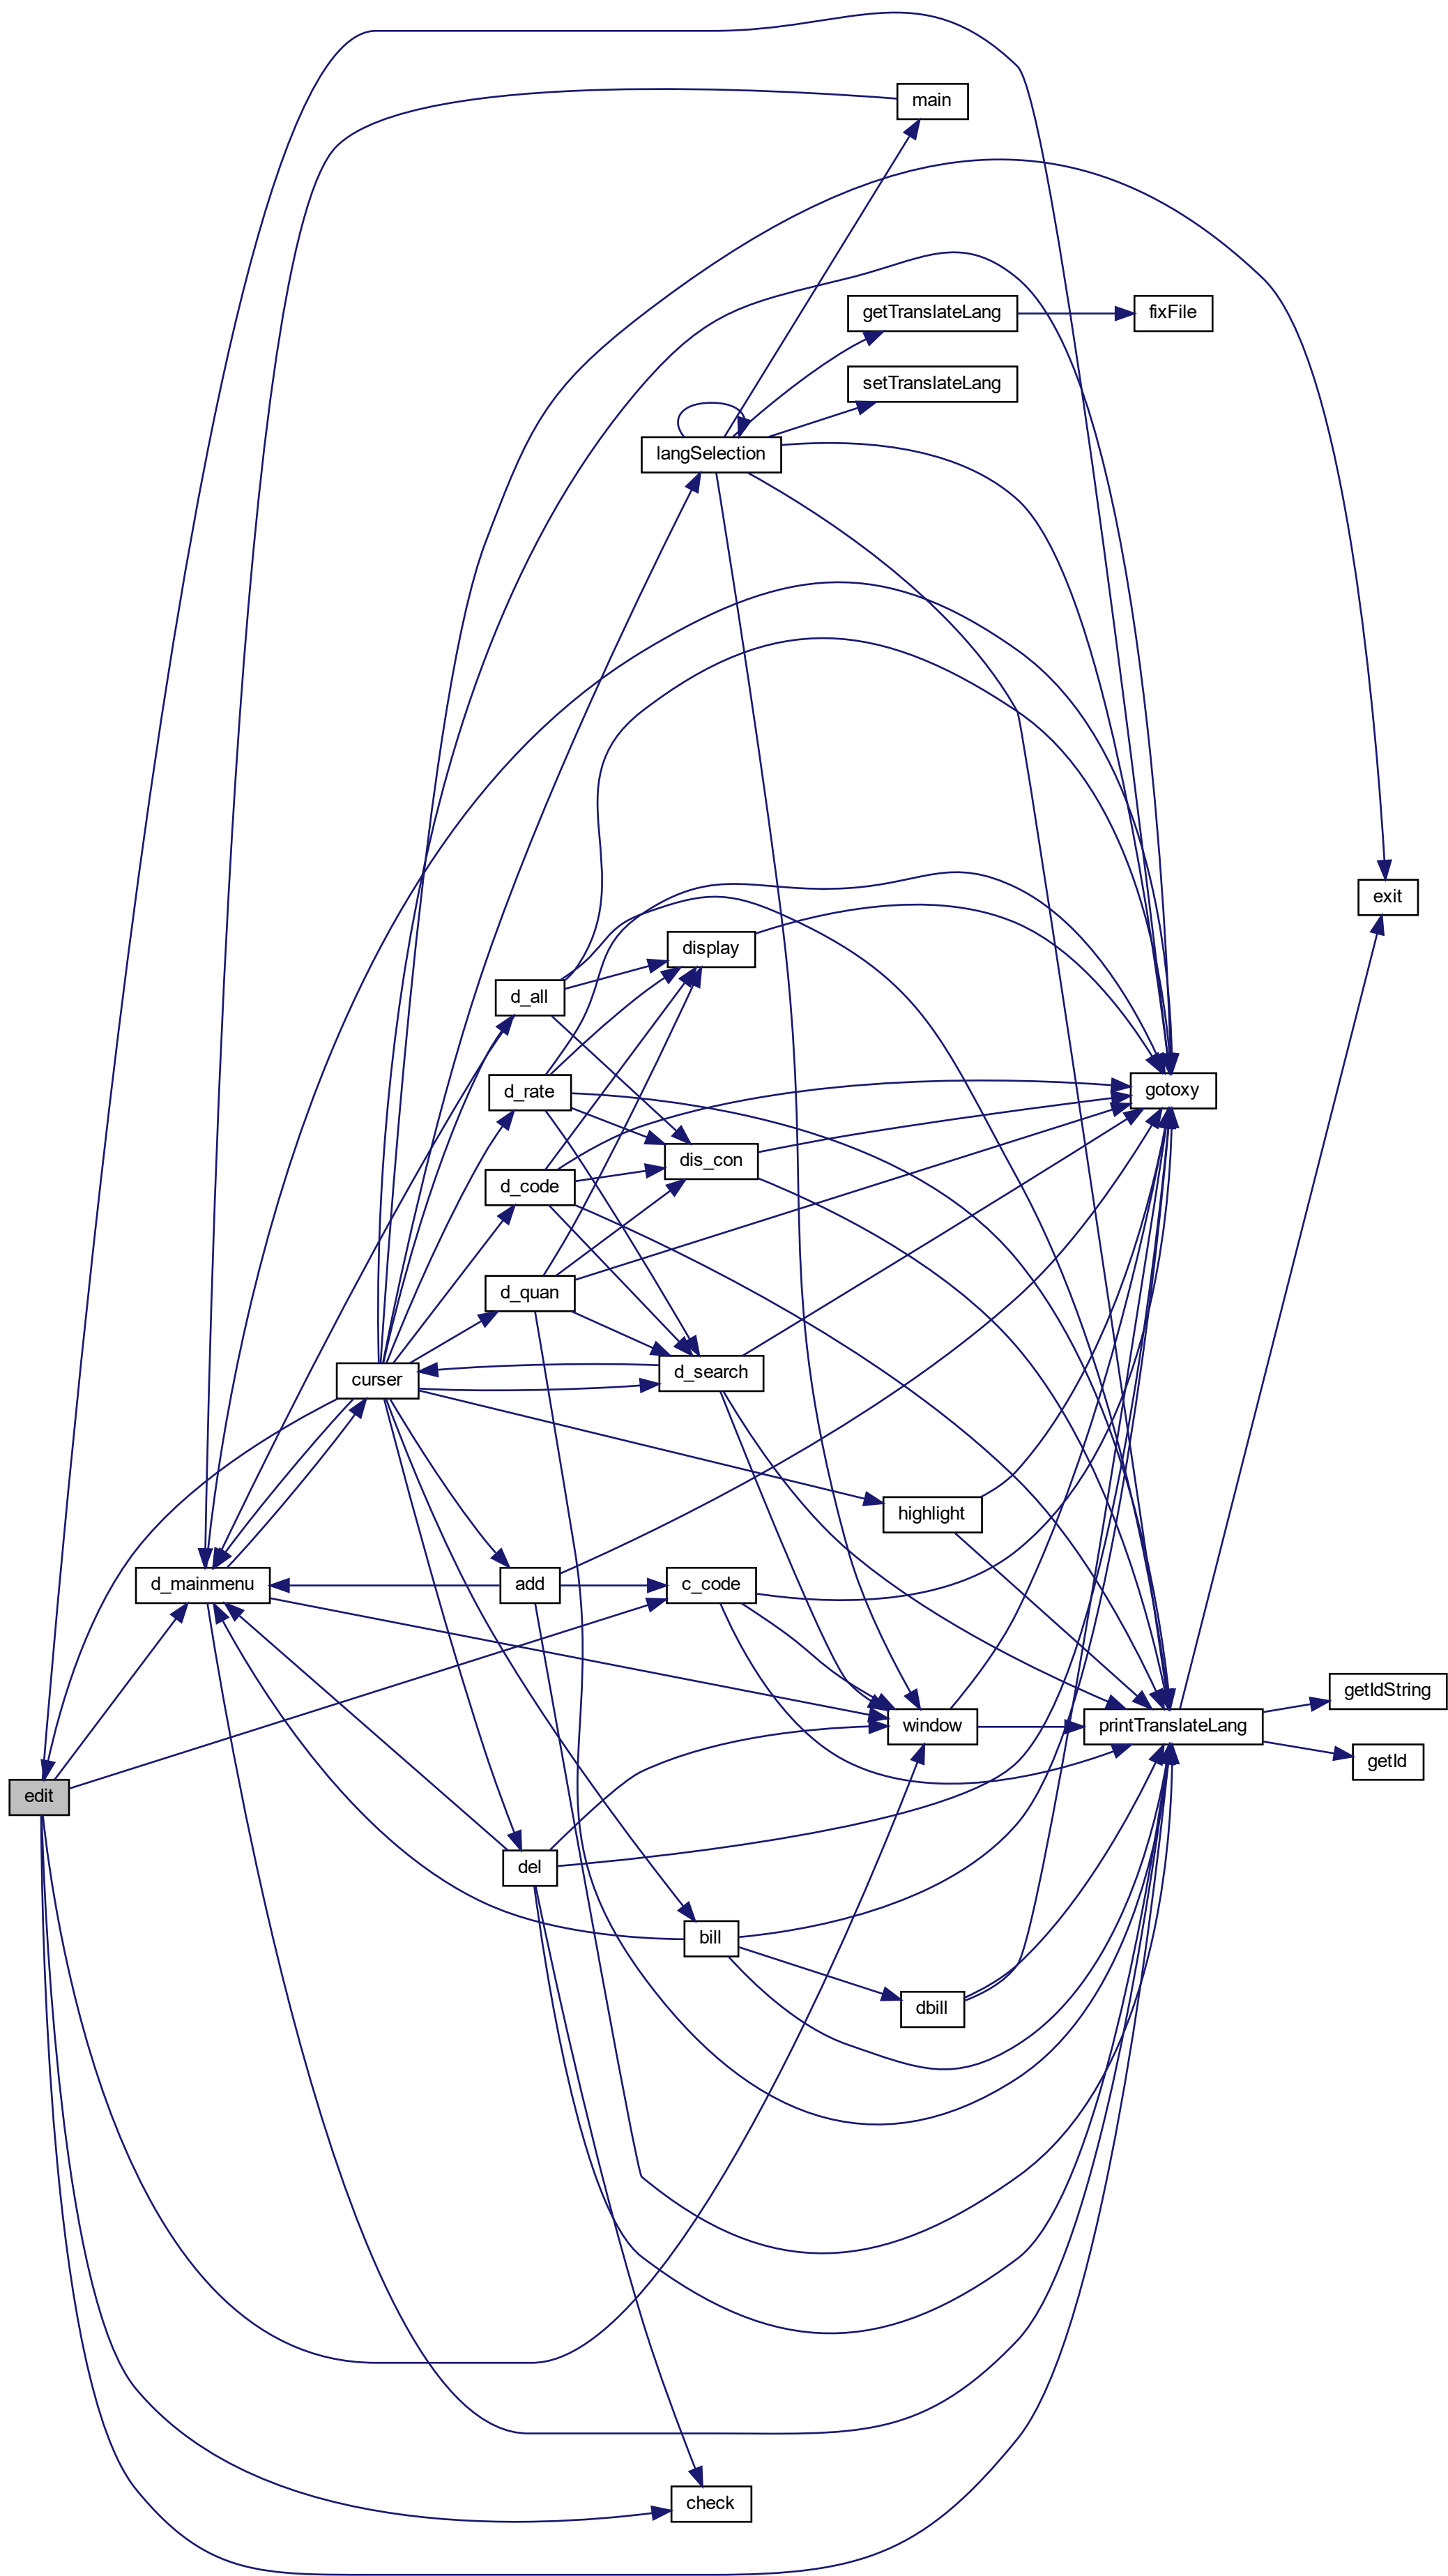 main
getTranslateLang
fixFile
setTranslateLang
langSelection
exit
display
d_all
d_rate
gotoxy
dis_con
d_code
d_quan
d_search
curser
highlight
d_mainmenu
add
c_code
getIdString
window
printTranslateLang
getId
edit
del
bill
dbill
check